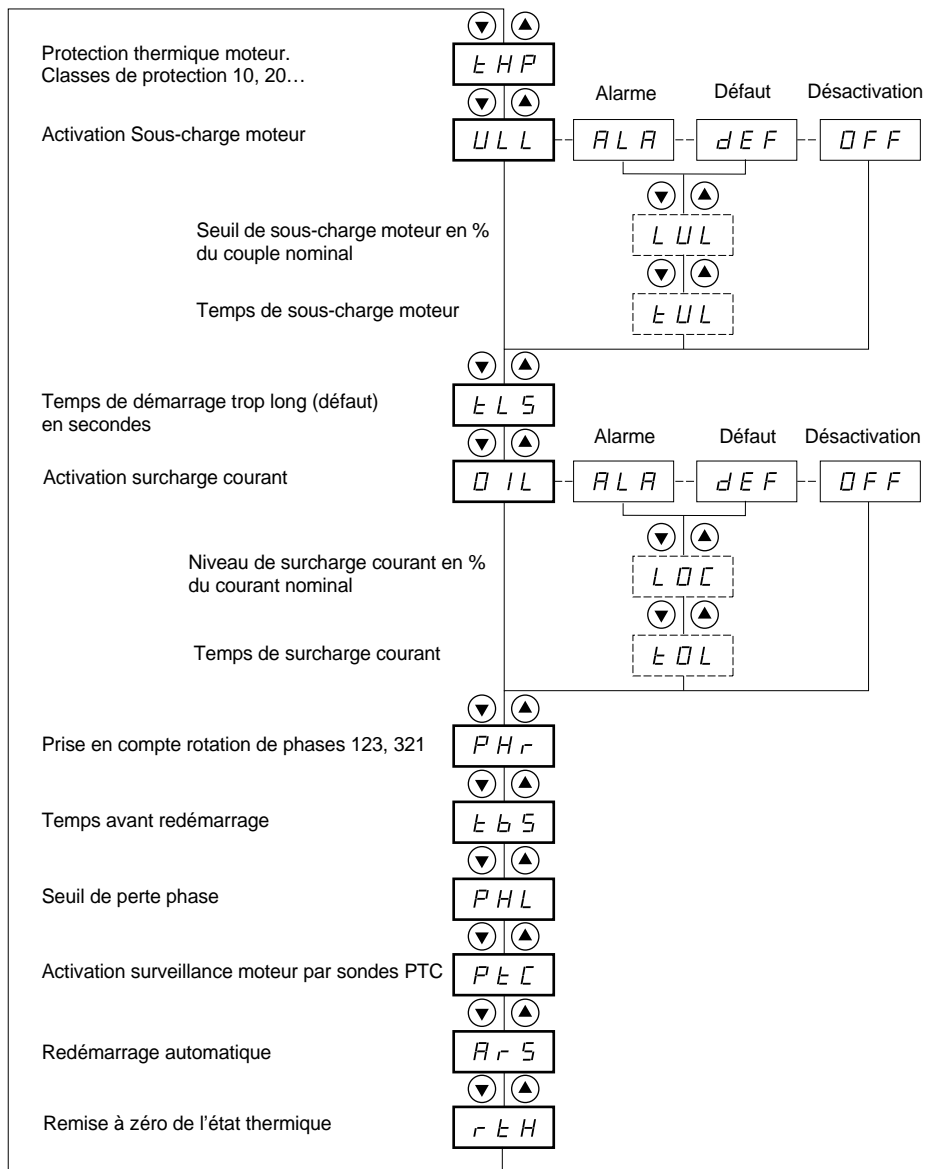 Protection thermique moteur.
Classes de protection 10, 20…
tHP
Alarme Défaut Désactivation
Activation Sous-charge moteur
ULL ALA dEF OFF
Seuil de sous-charge moteur en %
du couple nominal
LUL
Temps de sous-charge moteur
tUL
Temps de démarrage trop long (défaut)
en secondes
tLS
Alarme Défaut Désactivation
Activation surcharge courant
OIL ALA dEF OFF
Niveau de surcharge courant en %
du courant nominal
LOC
Temps de surcharge courant
tOL
Prise en compte rotation de phases 123, 321
PHr
Temps avant redémarrage
tbS
Seuil de perte phase
PHL
Activation surveillance moteur par sondes PTC
PtC
Redémarrage automatique
ArS
Remise à zéro de l’état thermique
rtH